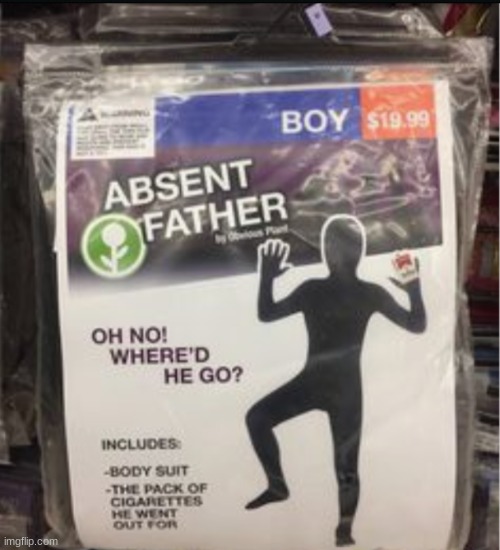 WARNING
BOY $19.99
ABSENT
FATHER
by Obvious Plant
OH NO!
WHERE'D
HE GO?
INCLUDES:
-BODY SUIT
-THE PACK OF
CIGARETTES
HE WENT
OUT FOR
imgflip.com